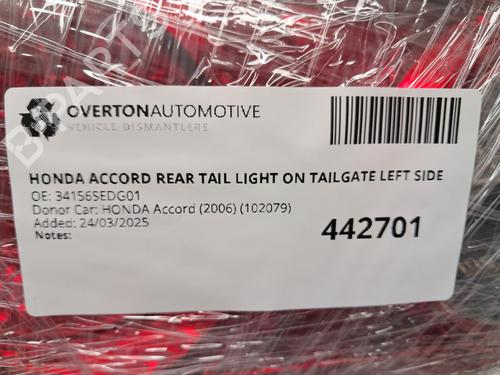 OVERTONAUTOMOTIVE
VEHICLE DISMANTLERS
HONDA ACCORD REAR TAIL LIGHT ON TAILGATE LEFT SIDE
OE: 34156SEDG01
Donor Car: HONDA Accord (2006) (102079)
Added: 24/03/2025
Notes:
442701